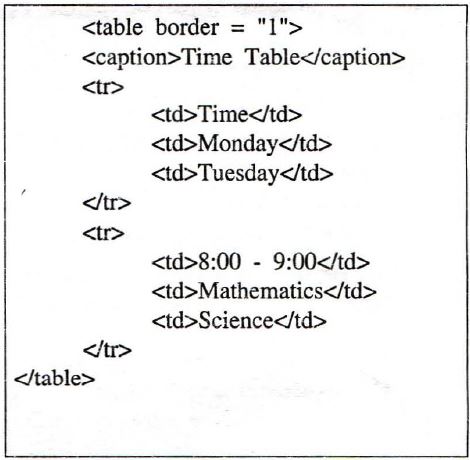 <table border = "1">
<caption>Time Table</caption>
<tr>
<td>Time</td>
<td>Monday</td>
<td>Tuesday</td>
</tr>
<tr>
<td>8:00 - 9:00</td>
<td>Mathematics</td>
<td>Science</td>
</tr>
</table>